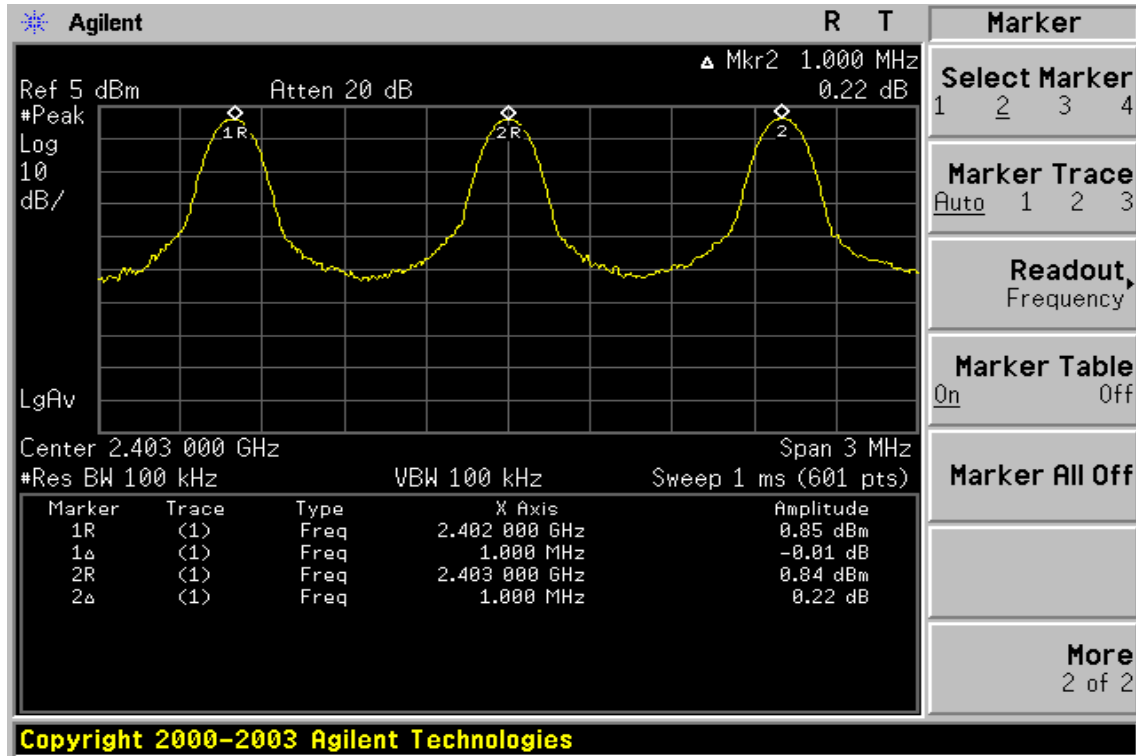 Agilent R T
▵ Mkr2 1.000 MHz
Ref 5 dBm Atten 20 dB 0.22 dB
#Peak
Log
10
dB/
1R 2R 2
LgAv
Center 2.403 000 GHz Span 3 MHz
#Res BW 100 kHz VBW 100 kHz Sweep 1 ms (601 pts)
Marker Trace Type X Axis Amplitude
1R (1) Freq 2.402 000 GHz 0.85 dBm
1▵ (1) Freq 1.000 MHz -0.01 dB
2R (1) Freq 2.403 000 GHz 0.84 dBm
2▵ (1) Freq 1.000 MHz 0.22 dB
Marker
Select Marker
1 2 3 4
Marker Trace
Auto 1 2 3
Readout
Frequency
Marker Table
On Off
Marker All Off
More
2 of 2
Copyright 2000-2003 Agilent Technologies